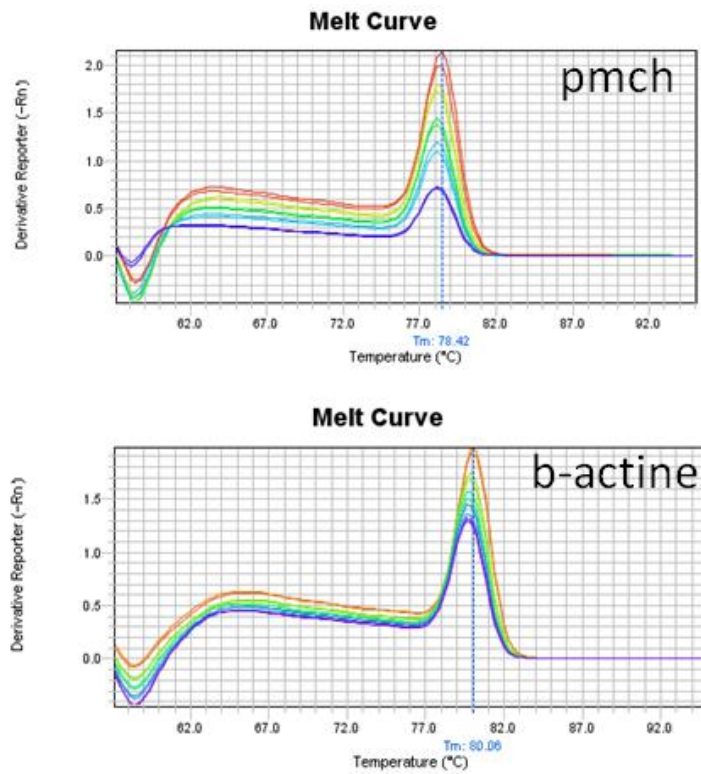 Melt Curve
pmch
Derivative Reporter (-Rn)
2.0
1.5
1.0
0.5
0.0
62.0 67.0 72.0 77.0 82.0 87.0 92.0
Tm: 78.42
Temperature (°C)
Melt Curve
b-actine
Derivative Reporter (-Rn)
1.5
1.0
0.5
0.0
62.0 67.0 72.0 77.0 82.0 87.0 92.0
Tm: 80.06
Temperature (°C)